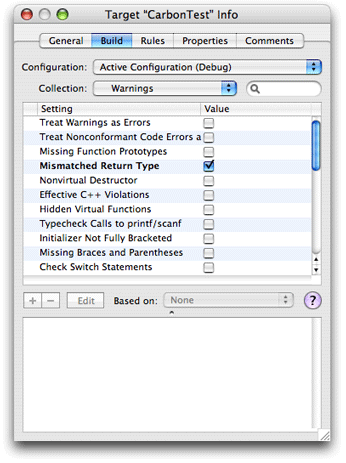 Target “CarbonTest” Info
General Build Rules Properties Comments
Configuration: Active Configuration (Debug)
Collection: Warnings
Setting Value
Treat Warnings as Errors
Treat Nonconformant Code Errors a
Missing Function Prototypes
Mismatched Return Type
Nonvirtual Destructor
Effective C++ Violations
Hidden Virtual Functions
Typecheck Calls to printf/scanf
Initializer Not Fully Bracketed
Missing Braces and Parentheses
Check Switch Statements
+ − Edit Based on: None ?